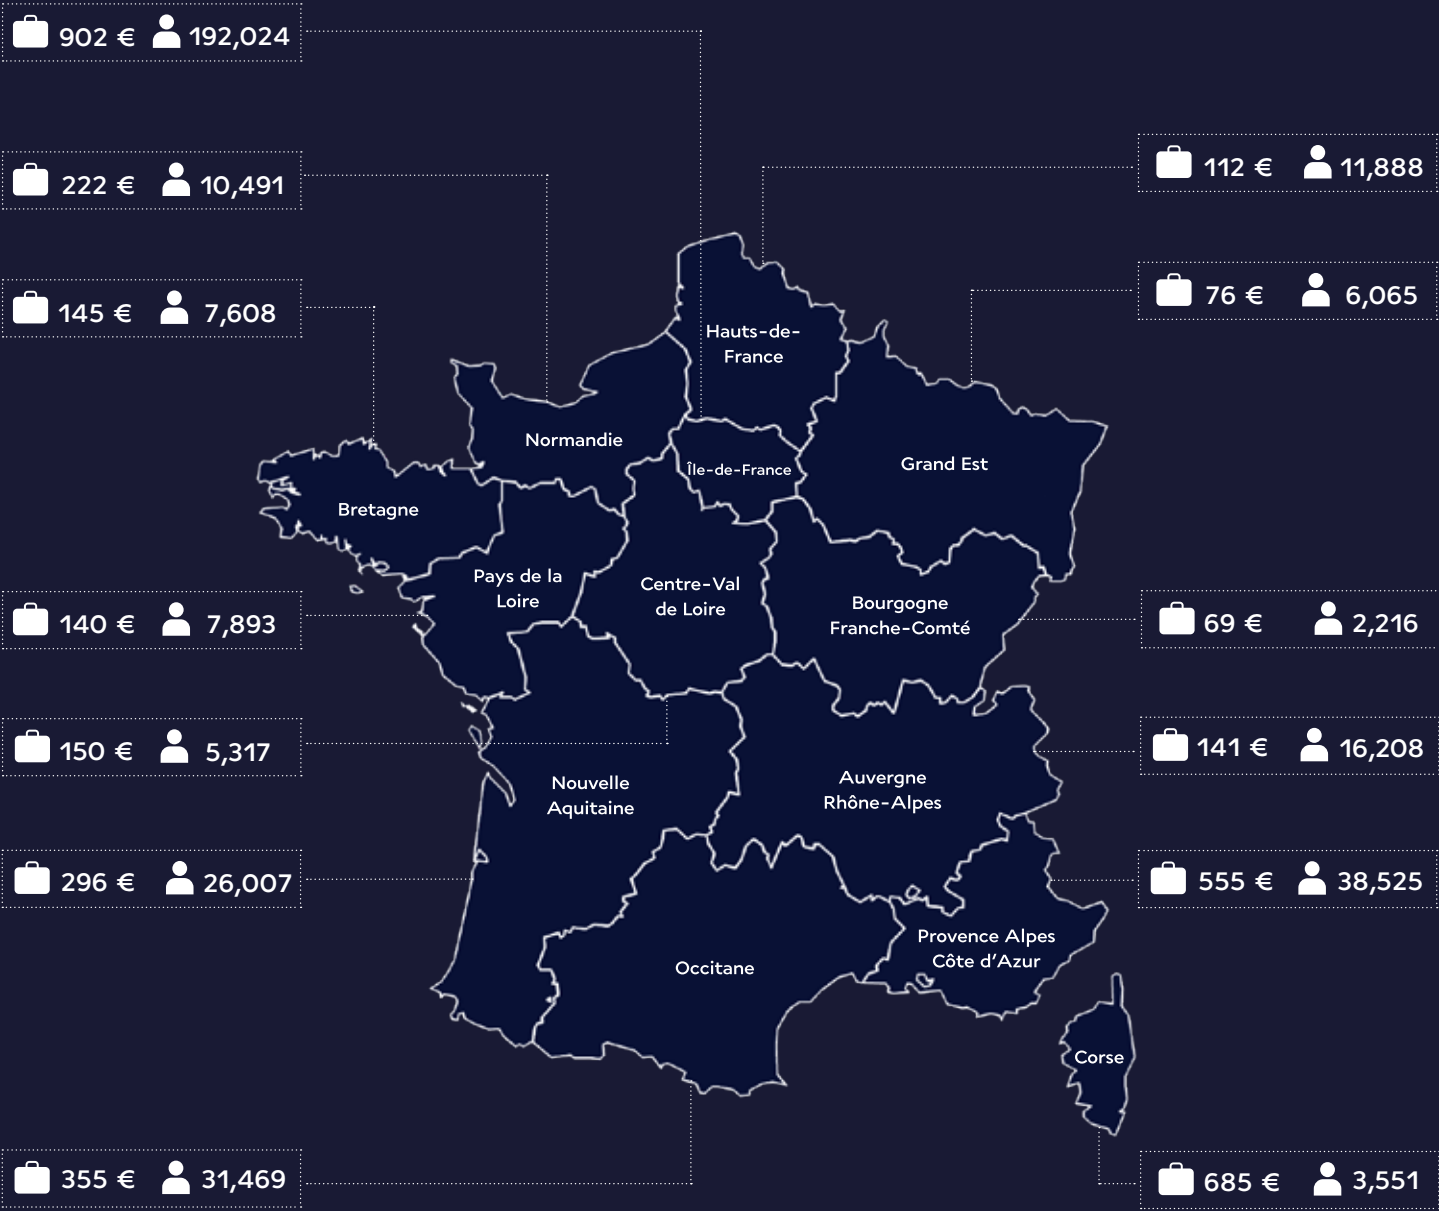 902 € 192,024
222 € 10,491
112 € 11,888
145 € 7,608
76 € 6,065
Hauts-de-
France
Normandie
Île-de-France
Grand Est
Bretagne
Pays de la
Loire
Centre-Val
de Loire
Bourgogne
Franche-Comté
140 € 7,893
69 € 2,216
150 € 5,317
141 € 16,208
Nouvelle
Aquitaine
Auvergne
Rhône-Alpes
296 € 26,007
555 € 38,525
Provence Alpes
Côte d'Azur
Occitane
Corse
355 € 31,469
685 € 3,551